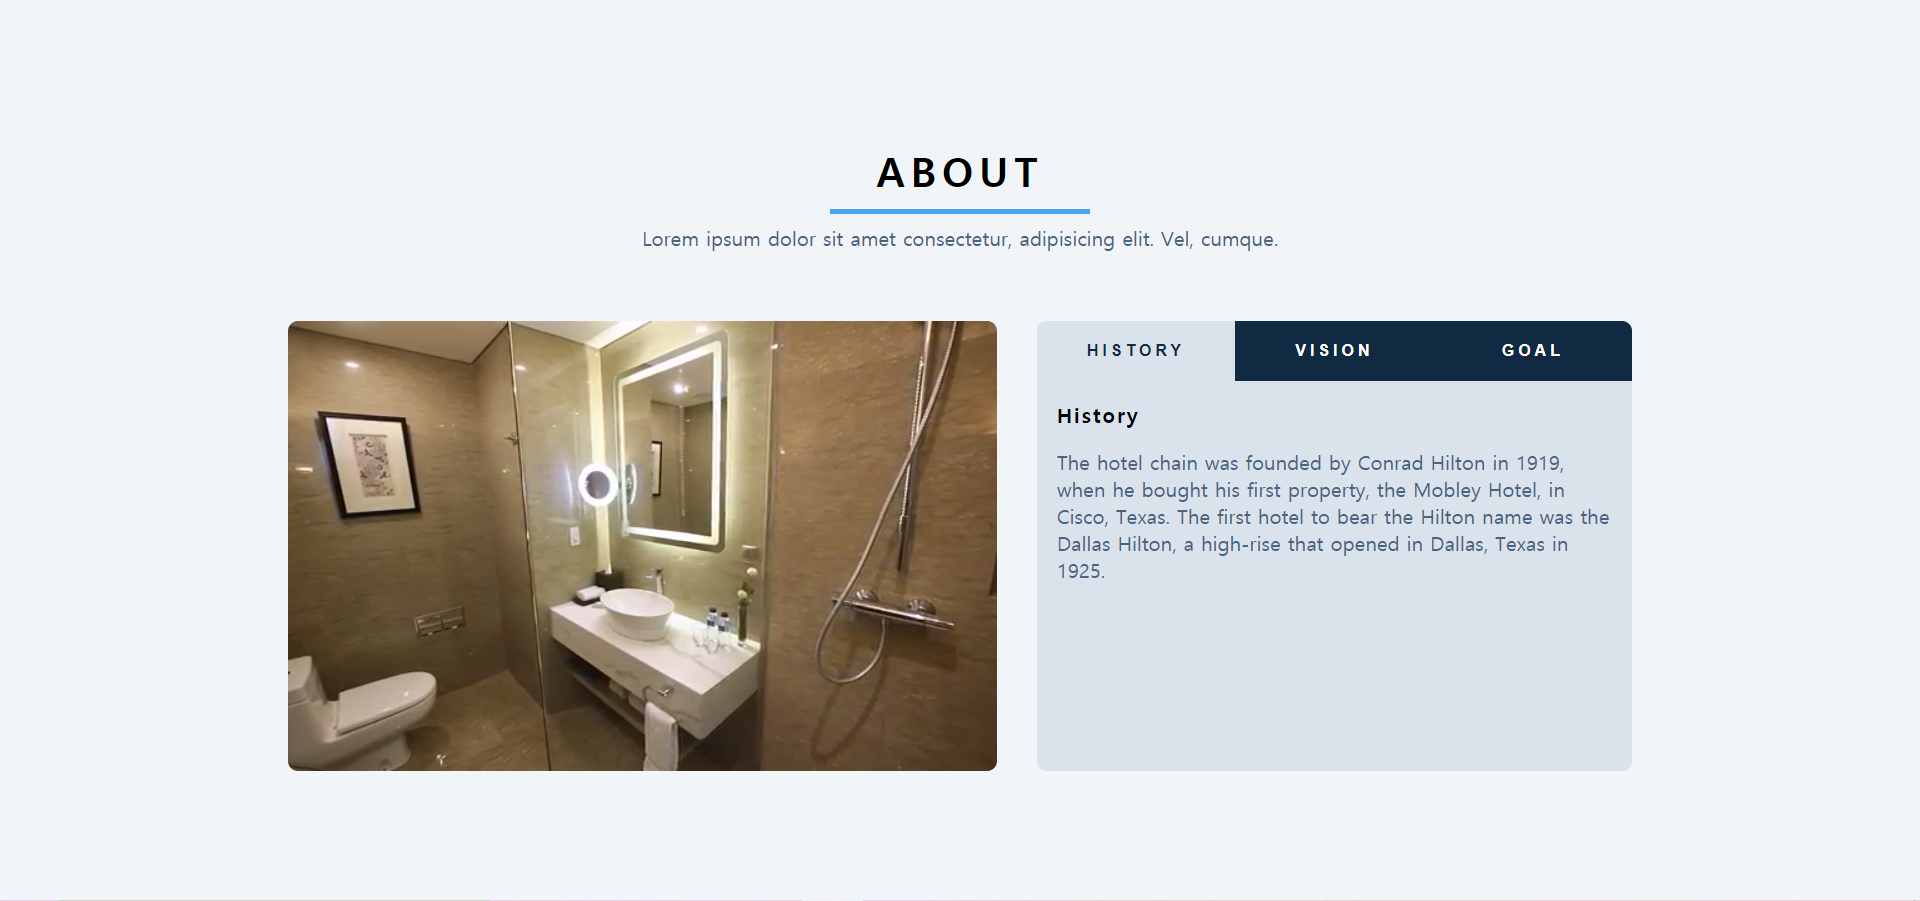 ABOUT
Lorem ipsum dolor sit amet consectetur, adipisicing elit. Vel, cumque.
HISTORY VISION GOAL
History
The hotel chain was founded by Conrad Hilton in 1919,
when he bought his first property, the Mobley Hotel, in
Cisco, Texas. The first hotel to bear the Hilton name was the
Dallas Hilton, a high-rise that opened in Dallas, Texas in
1925.